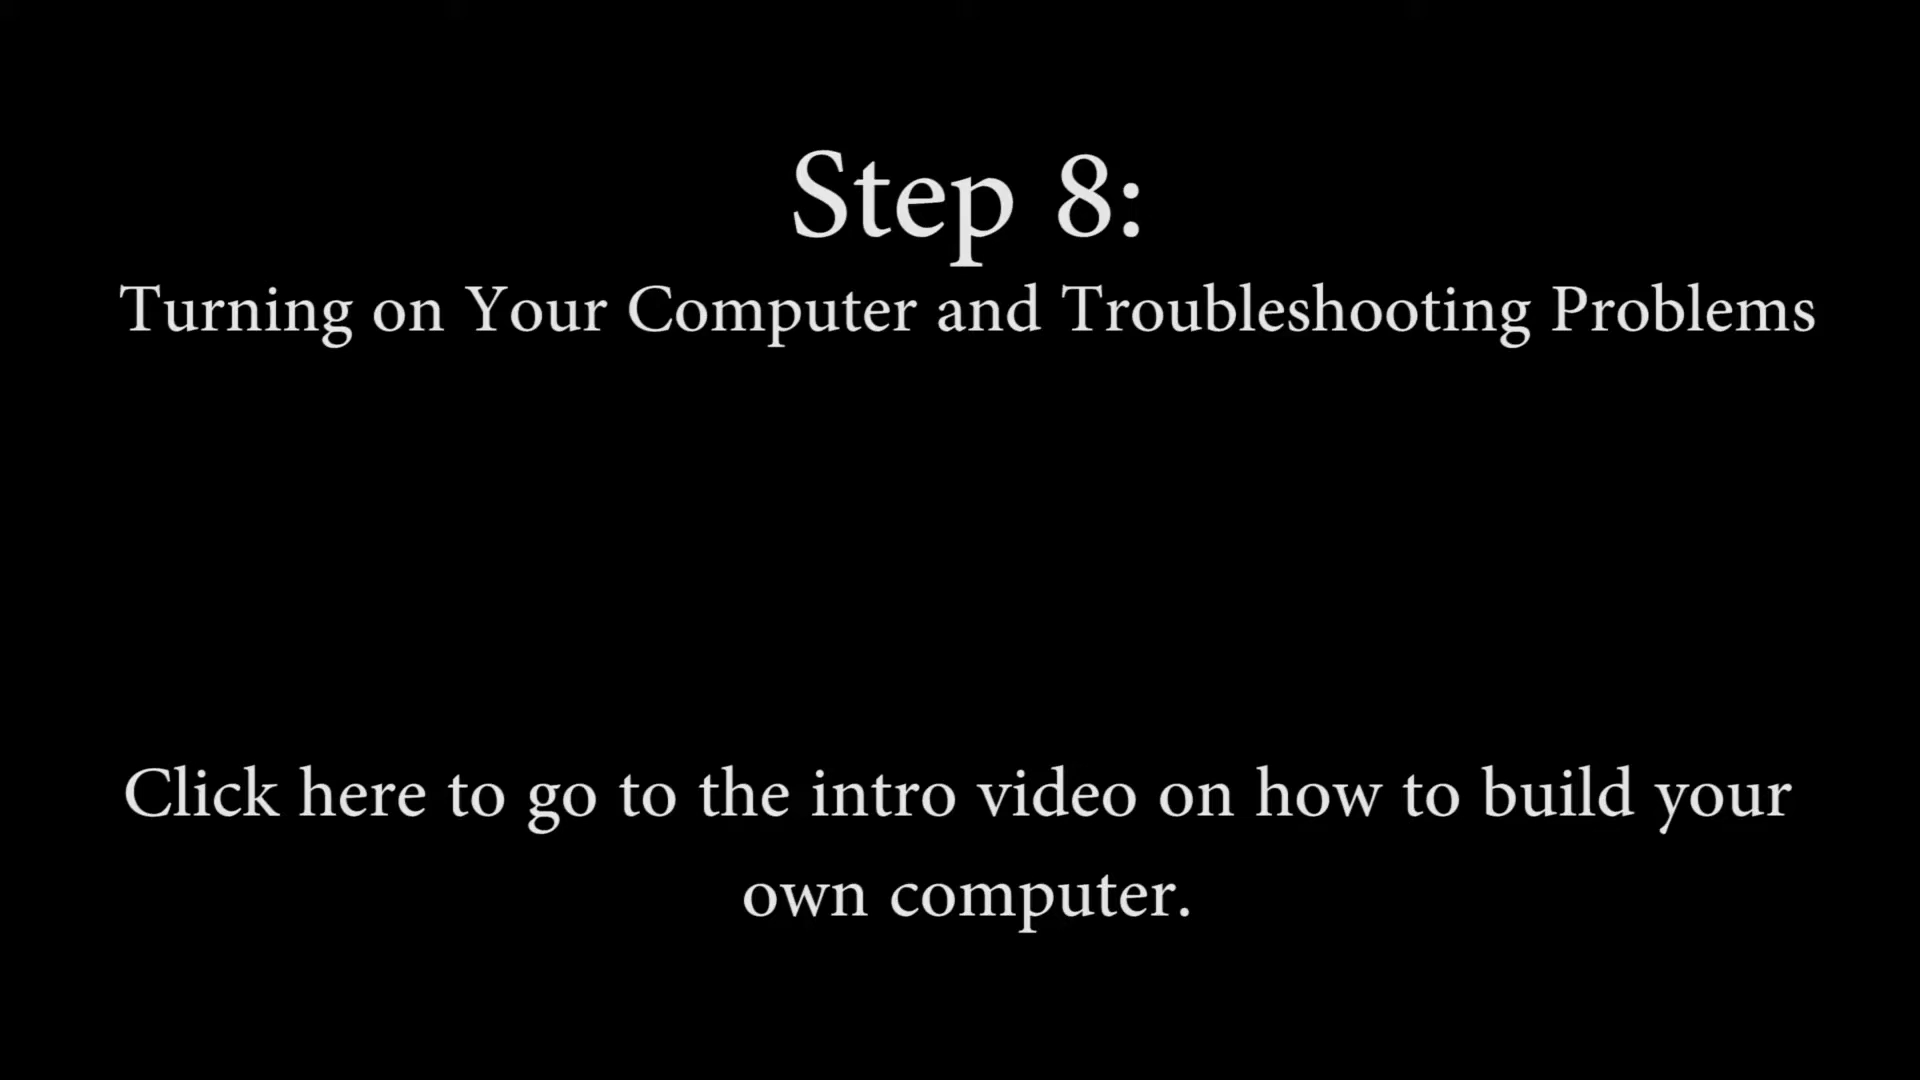 Step 8:
Turning on Your Computer and Troubleshooting Problems
Click here to go to the intro video on how to build your
own computer.